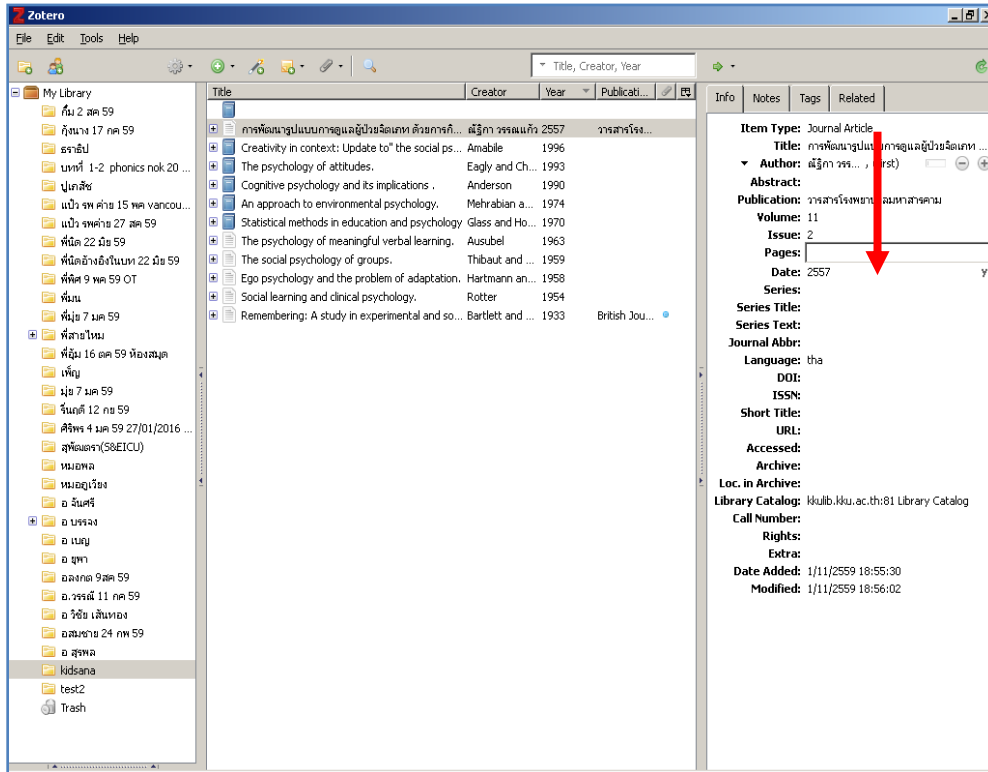 Zotero
File Edit Tools Help
Title, Creator, Year
My Library
กิ๊ม 2 สค 59
กุ้งนาง 17 กค 59
ธราธิป
บทที่ 1-2 phonics nok 20 ...
ปูเภสัช
แป๋ว รพ ค่าย 15 พค vancou...
แป๋ว รพค่าย 27 สค 59
พี่นิด 22 มิย 59
พี่นิดอ้างอิงในบท 22 มิย 59
พี่พิศ 9 พค 59 OT
พี่มน
พี่มุ่ย 7 มค 59
พี่สายไหม
พี่อุ้ม 16 ตค 59 ห้องสมุด
เพ็ญ
มุ่ย 7 มค 59
รื่นฤดี 12 กย 59
ศิริพร 4 มค 59 27/01/2016 ...
สุพัฒตรา(S&EICU)
หมอพล
หมอภูเวียง
อ จันศรี
อ บรรจง
อ เบญ
อ ยุพา
อลงกต 9สค 59
อ.วรรณี 11 กค 59
อ วิชัย เส้นทอง
อสมชาย 24 กพ 59
อ สุรพล
kidsana
test2
Trash
Title Creator Year Publicati...
การพัฒนารูปแบบการดูแลผู้ป่วยจิตเภท ด้วยการก... ณัฐิกา วรรณแก้ว 2557 วารสารโรง...
Creativity in context: Update to" the social ps... Amabile 1996
The psychology of attitudes. Eagly and Ch... 1993
Cognitive psychology and its implications . Anderson 1990
An approach to environmental psychology. Mehrabian a... 1974
Statistical methods in education and psychology Glass and Ho... 1970
The psychology of meaningful verbal learning. Ausubel 1963
The social psychology of groups. Thibaut and ... 1959
Ego psychology and the problem of adaptation. Hartmann an... 1958
Social learning and clinical psychology. Rotter 1954
Remembering: A study in experimental and so... Bartlett and ... 1933 British Jou...
Info Notes Tags Related
Item Type: Journal Article
Title: การพัฒนารูปแบบการดูแลผู้ป่วยจิตเภท ...
Author: ณัฐิกา วรร... , (first)
Abstract:
Publication: วารสารโรงพยาบาลมหาสารคาม
Volume: 11
Issue: 2
Pages:
Date: 2557 y
Series:
Series Title:
Series Text:
Journal Abbr:
Language: tha
DOI:
ISSN:
Short Title:
URL:
Accessed:
Archive:
Loc. in Archive:
Library Catalog: kkulib.kku.ac.th:81 Library Catalog
Call Number:
Rights:
Extra:
Date Added: 1/11/2559 18:55:30
Modified: 1/11/2559 18:56:02